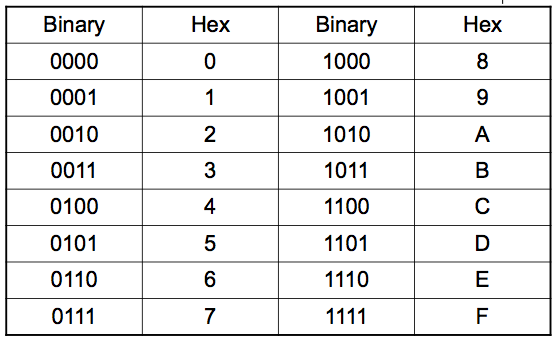 Binary Hex Binary Hex
0000 0 1000 8
0001 1 1001 9
0010 2 1010 A
0011 3 1011 B
0100 4 1100 C
0101 5 1101 D
0110 6 1110 E
0111 7 1111 F